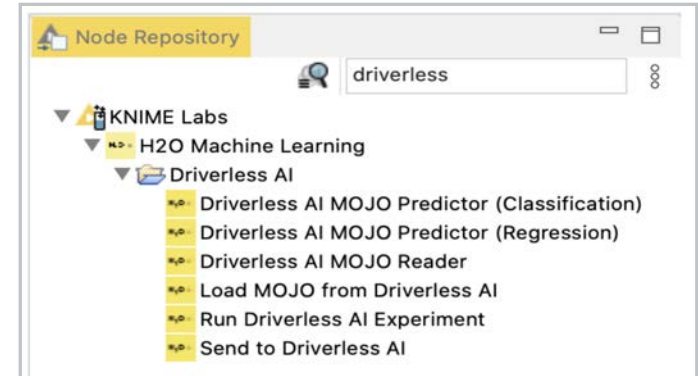 Node Repository
driverless
KNIME Labs
H2O Machine Learning
Driverless AI
Driverless AI MOJO Predictor (Classification)
Driverless AI MOJO Predictor (Regression)
Driverless AI MOJO Reader
Load MOJO from Driverless AI
Run Driverless AI Experiment
Send to Driverless AI